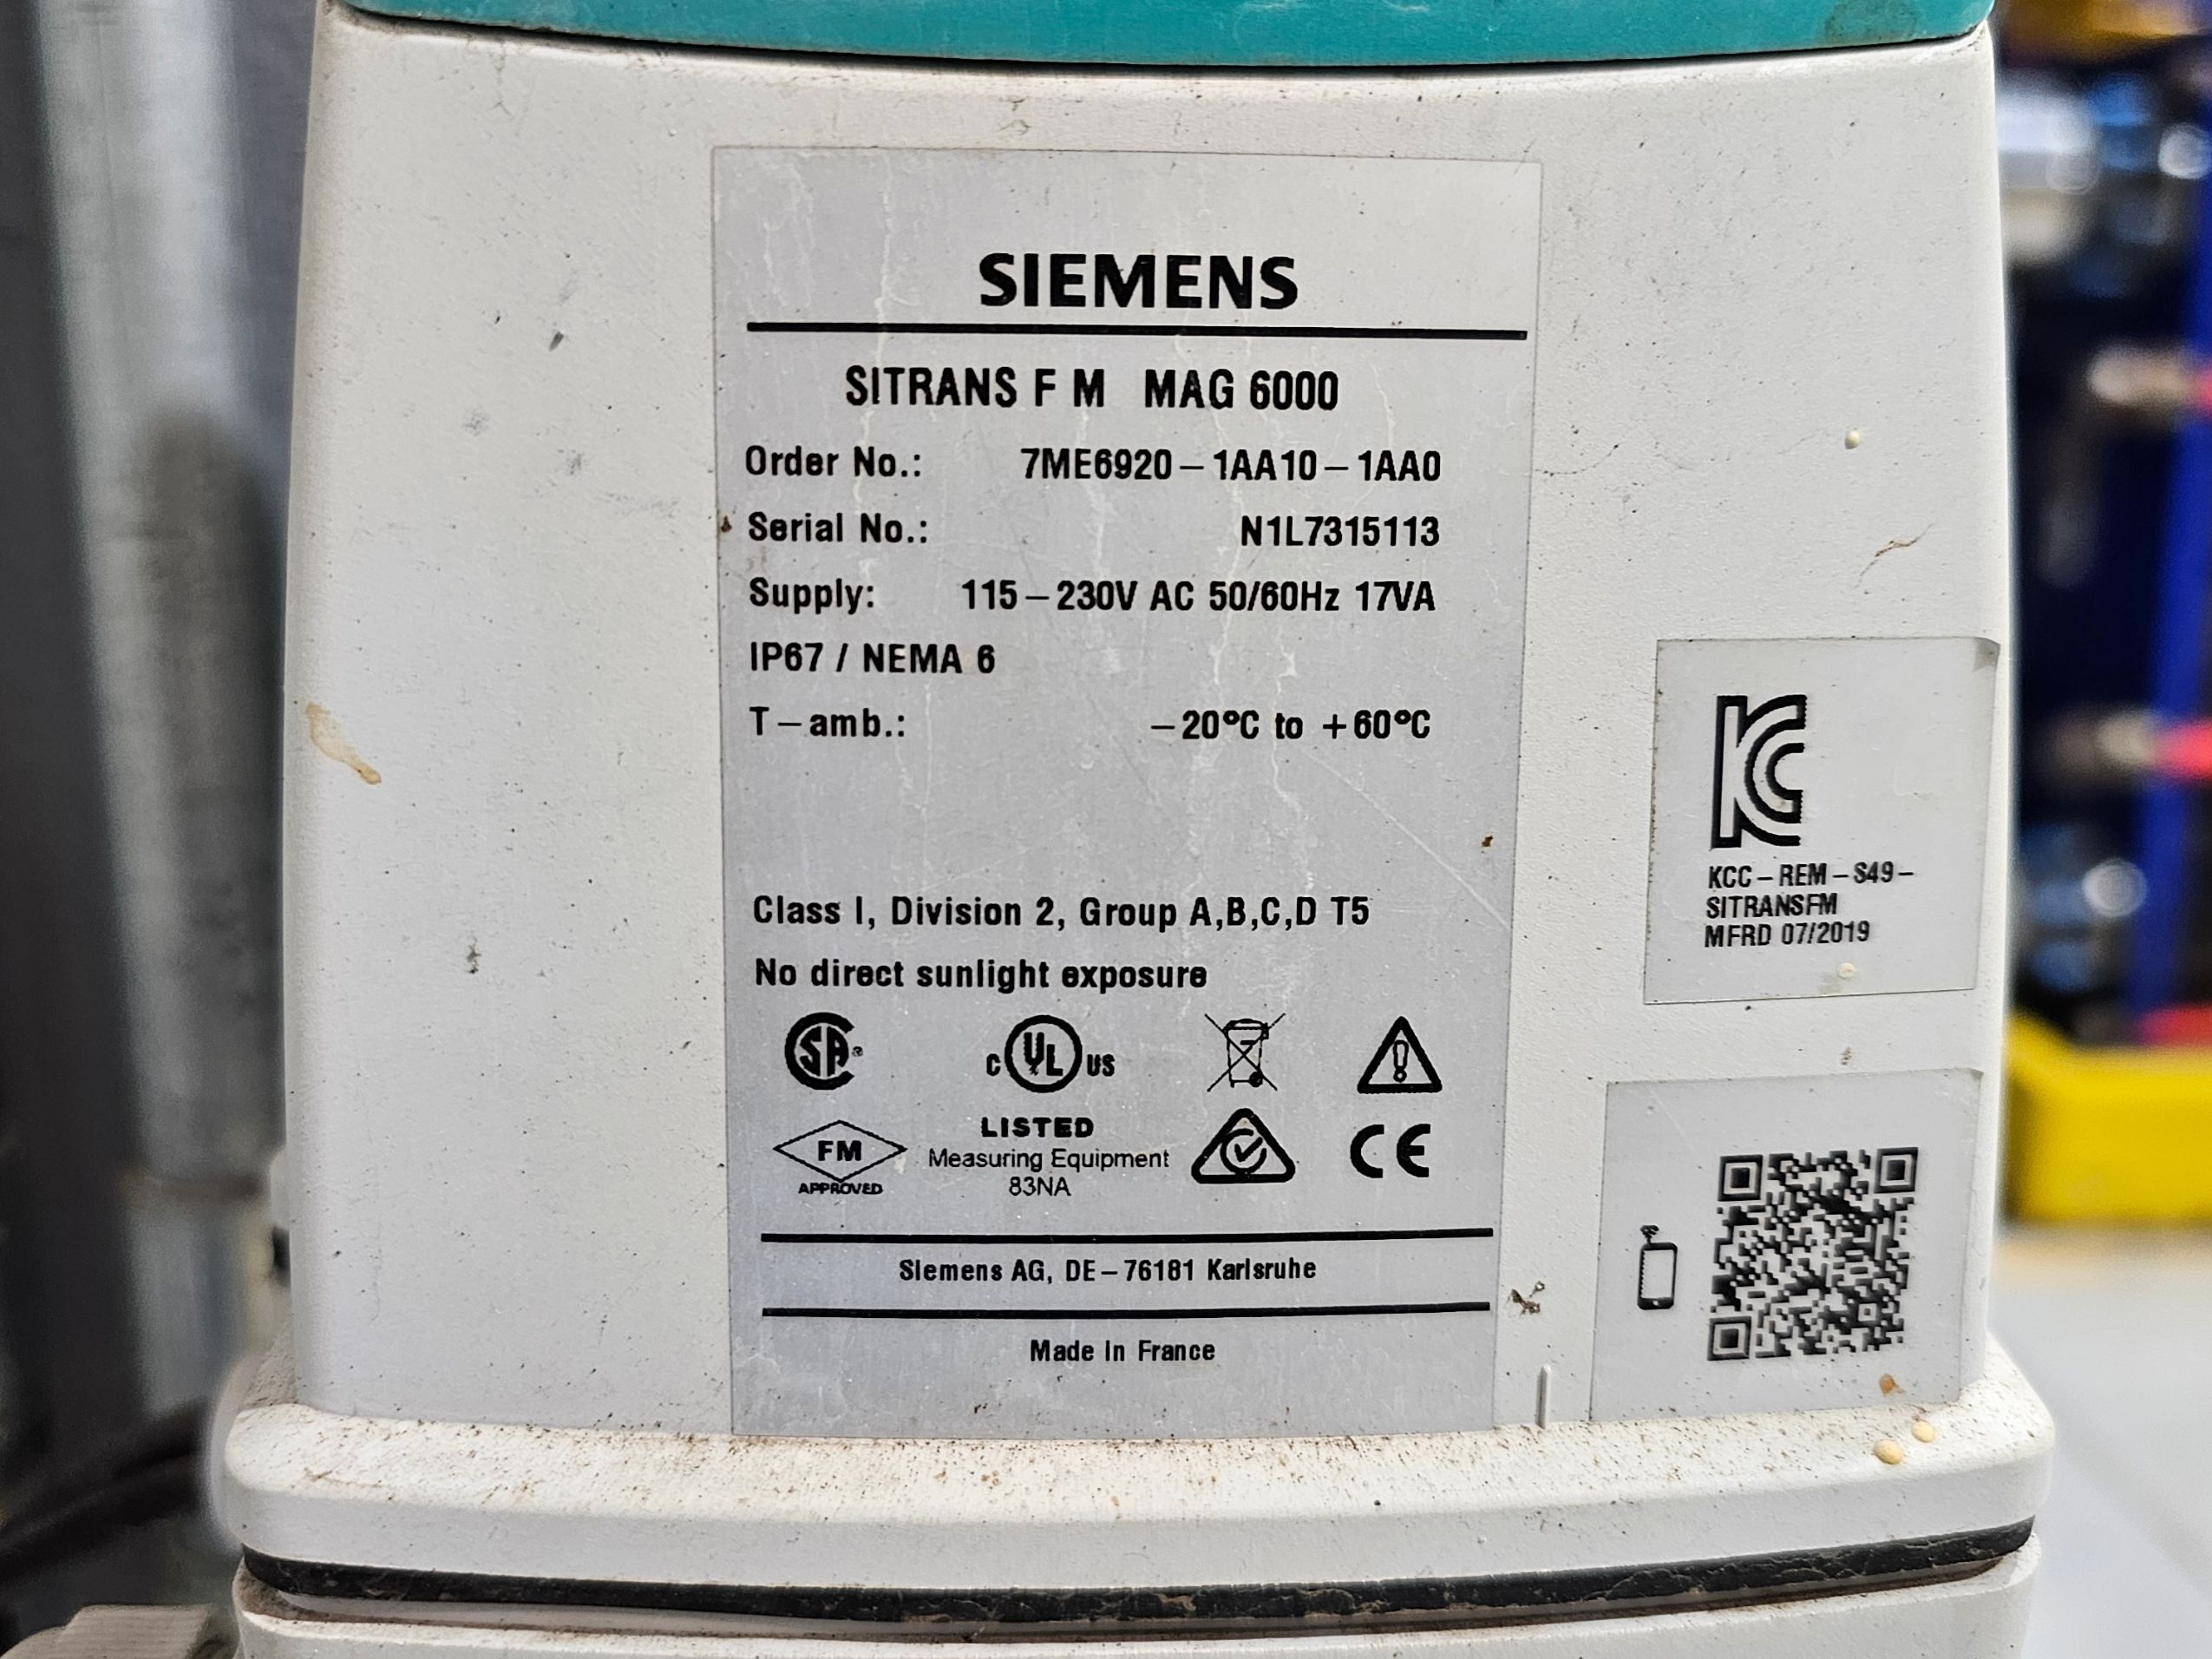 SIEMENS
SITRANS F M MAG 6000
Order No.: 7ME6920-1AA10-1AA0
Serial No.: N1L7315113
Supply: 115-230V AC 50/60Hz 17VA
IP67 / NEMA 6
T-amb.: -20°C to +60°C
Class I, Division 2, Group A,B,C,D T5
No direct sunlight exposure
SA
C UL US
FM
APPROVED
LISTED
Measuring Equipment
83NA
CE
Siemens AG, DE-76181 Karlsruhe
Made In France
KC
KCC-REM-S49-
SITRANSFM
MFRD 07/2019